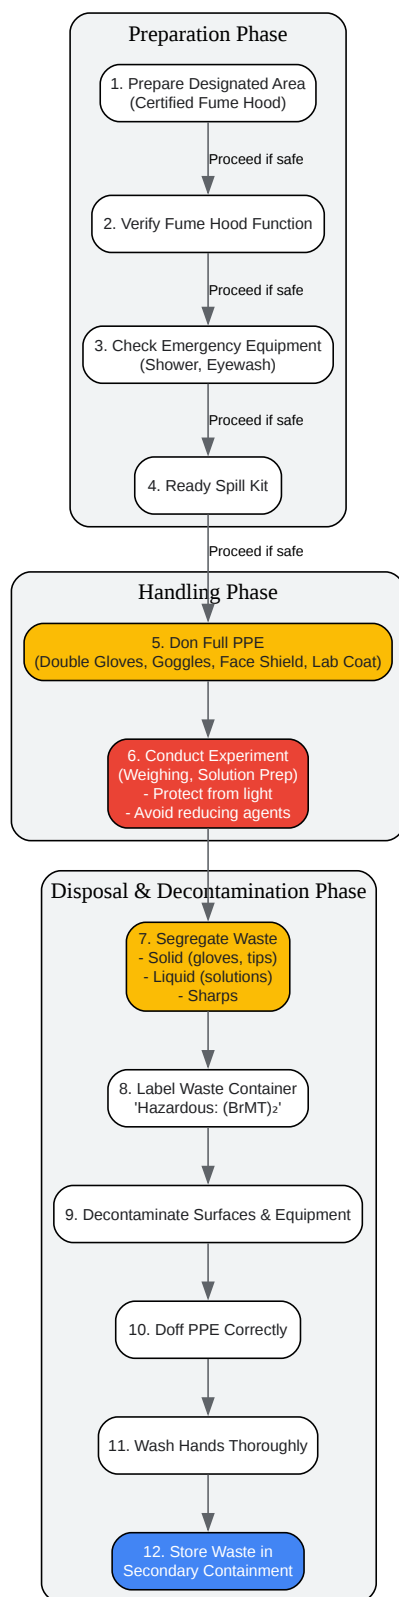 Preparation Phase
1. Prepare Designated Area
(Certified Fume Hood)
Proceed if safe
2. Verify Fume Hood Function
Proceed if safe
3. Check Emergency Equipment
(Shower, Eyewash)
Proceed if safe
4. Ready Spill Kit
Proceed if safe
Handling Phase
5. Don Full PPE
(Double Gloves, Goggles, Face Shield, Lab Coat)
6. Conduct Experiment
(Weighing, Solution Prep)
- Protect from light
- Avoid reducing agents
Disposal & Decontamination Phase
7. Segregate Waste
- Solid (gloves, tips)
- Liquid (solutions)
- Sharps
8. Label Waste Container
'Hazardous: (BrMT)₂'
9. Decontaminate Surfaces & Equipment
10. Doff PPE Correctly
11. Wash Hands Thoroughly
12. Store Waste in
Secondary Containment